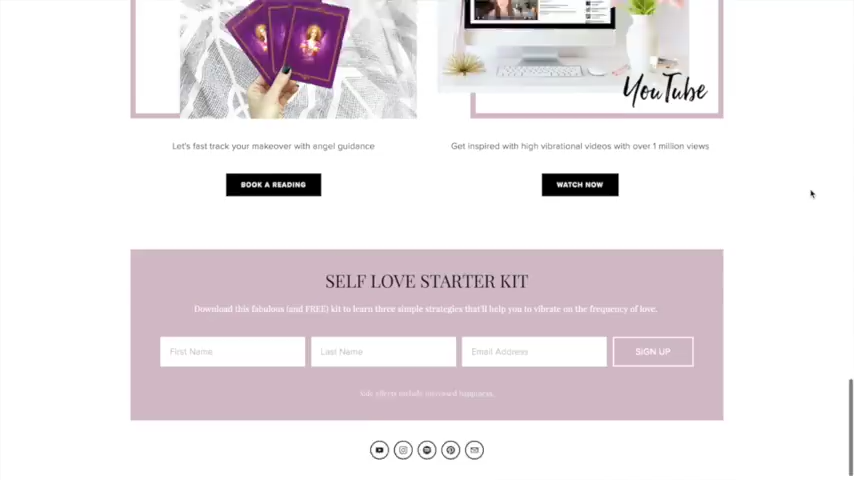 YouTube
Let's fast track your makeover with angel guidance
Get inspired with high vibrational videos with over 1 million views
BOOK A READING
WATCH NOW
SELF LOVE STARTER KIT
Download this fabulous (and FREE) kit to learn three simple strategies that'll help you to vibrate on the frequency of love.
First Name
Last Name
Email Address
SIGN UP
Side effects include increased happiness.